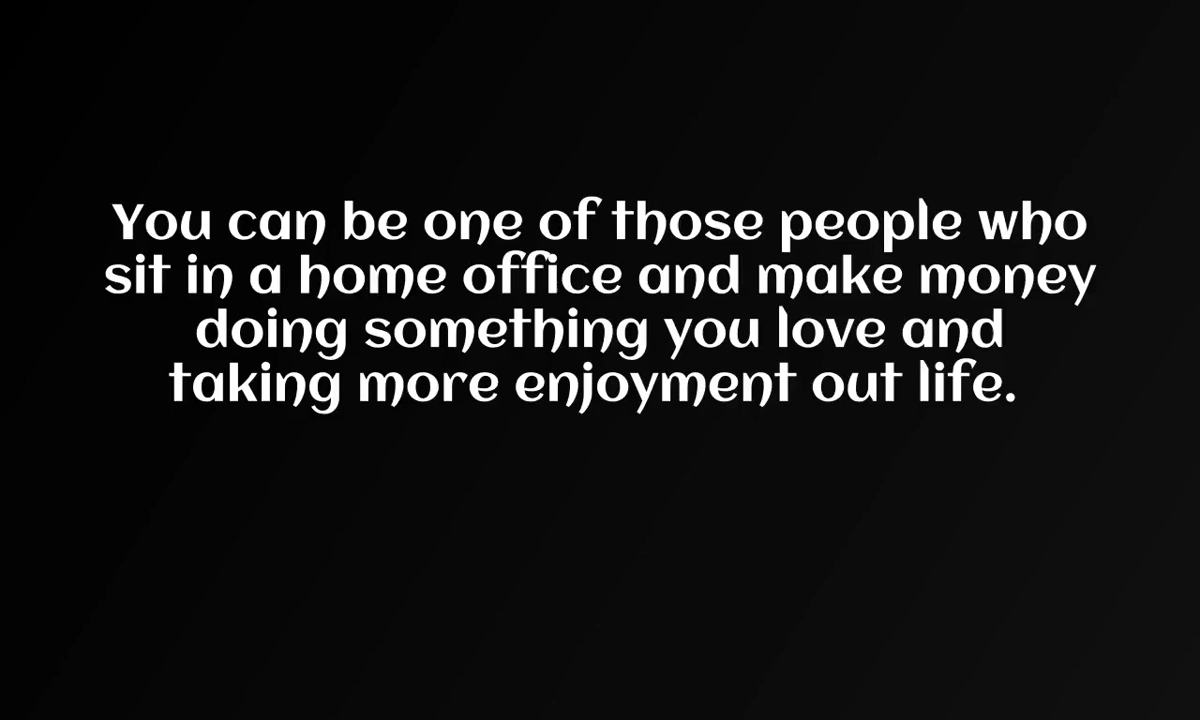 You can be one of those people who
sit in a home office and make money
doing something you love and
taking more enjoyment out life.